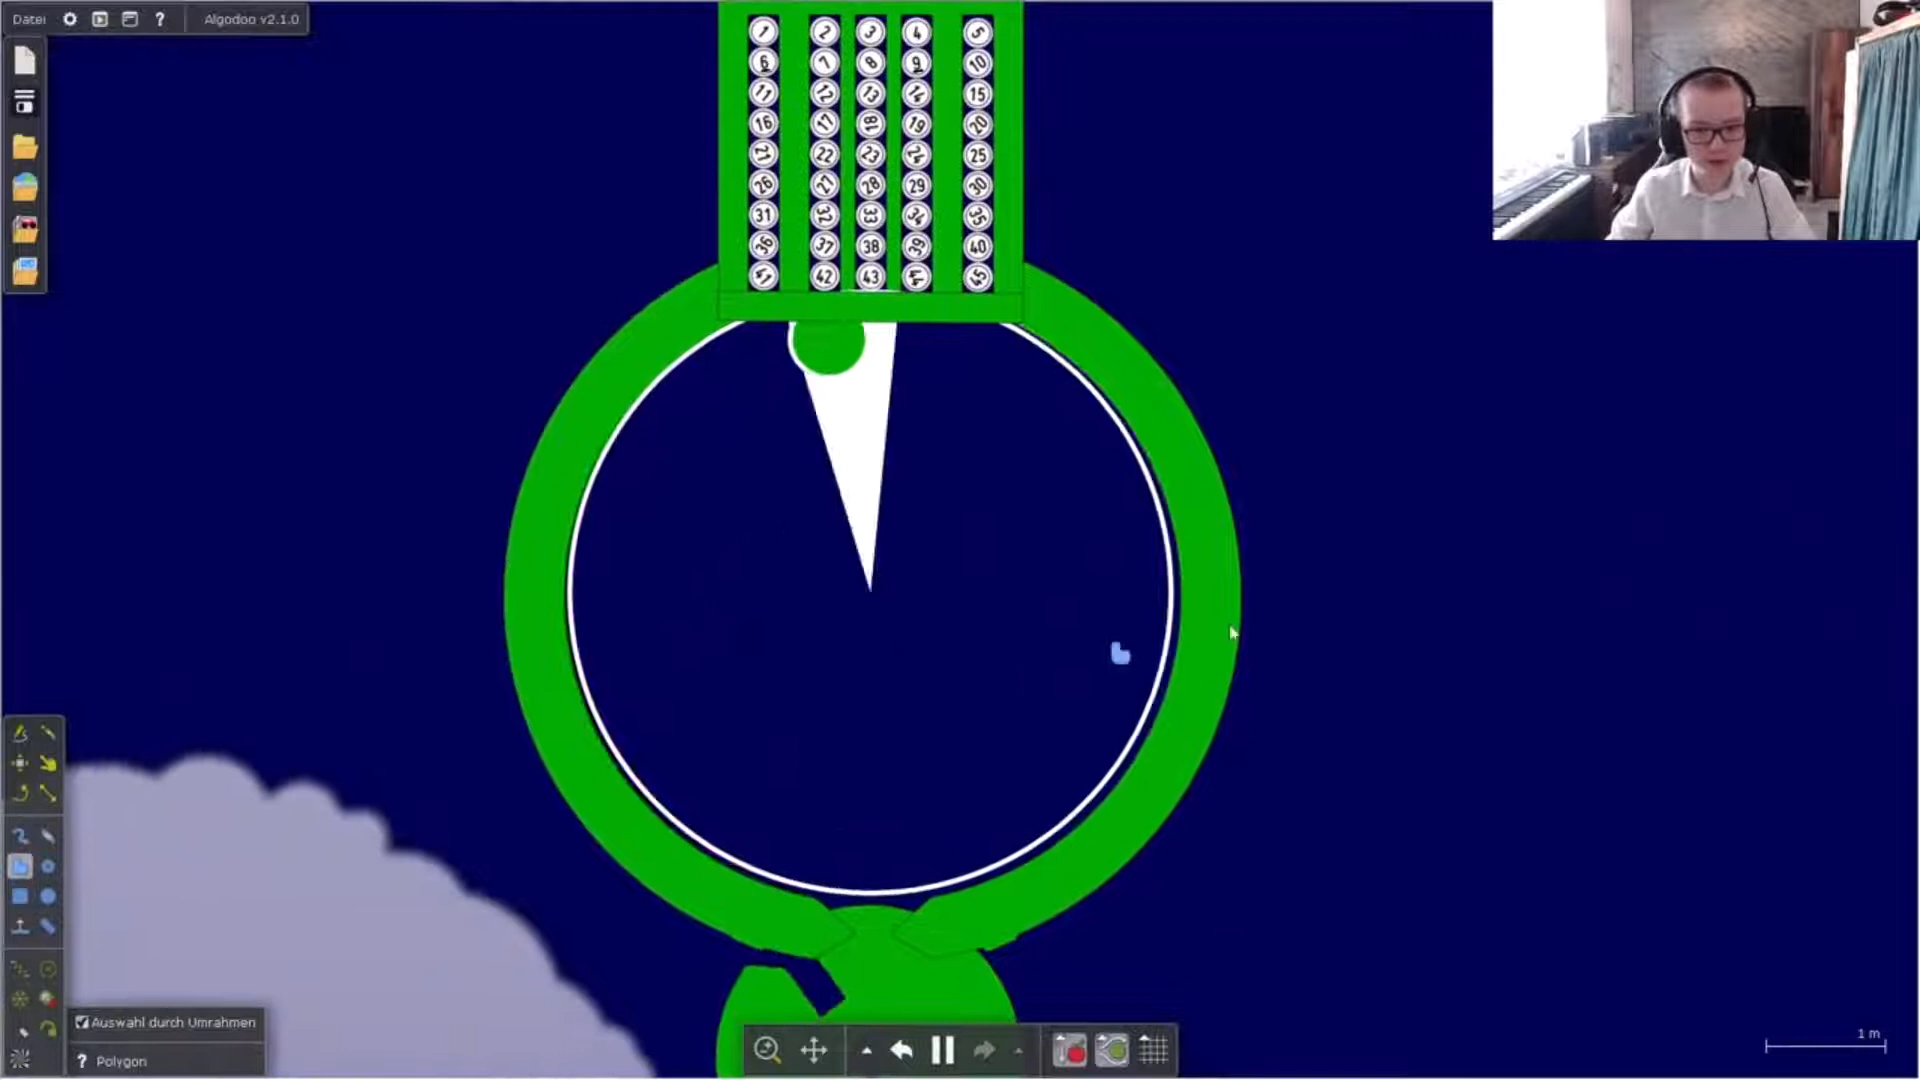 Datei ? Algodoo v2.1.0
1 2 3 4 5
6 7 8 9 10
11 12 13 14 15
16 17 18 19 20
21 22 23 24 25
26 27 28 29 30
31 32 33 34 35
36 37 38 39 40
41 42 43 44 45
1 m
Auswahl durch Umrahmen
? Polygon